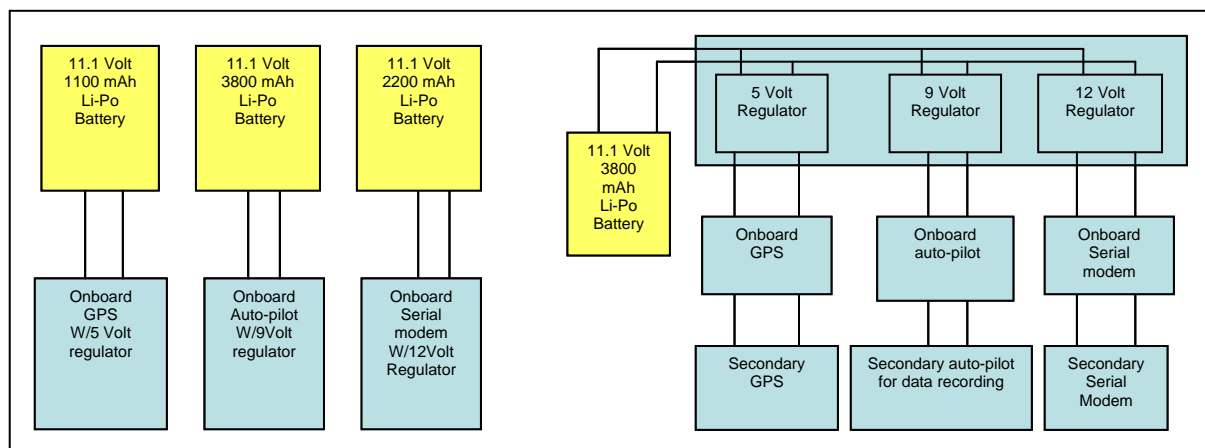 11.1 Volt
1100 mAh
Li-Po
Battery
11.1 Volt
3800 mAh
Li-Po
Battery
11.1 Volt
2200 mAh
Li-Po
Battery
Onboard
GPS
W/5 Volt
regulator
Onboard
Auto-pilot
W/9Volt
regulator
Onboard
Serial
modem
W/12Volt
Regulator
11.1 Volt
3800
mAh
Li-Po
Battery
5 Volt
Regulator
9 Volt
Regulator
12 Volt
Regulator
Onboard
GPS
Onboard
auto-pilot
Onboard
Serial
modem
Secondary
GPS
Secondary auto-pilot
for data recording
Secondary
Serial
Modem